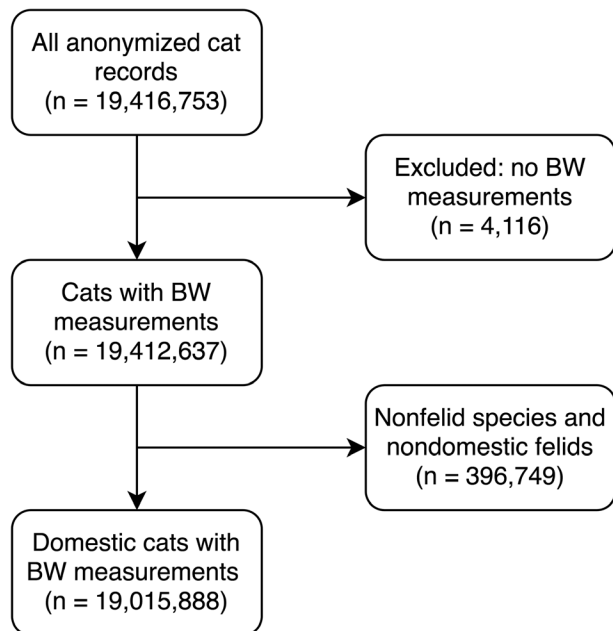 All anonymized cat
records
(n = 19,416,753)
Excluded: no BW
measurements
(n = 4,116)
Cats with BW
measurements
(n = 19,412,637)
Nonfelid species and
nondomestic felids
(n = 396,749)
Domestic cats with
BW measurements
(n = 19,015,888)